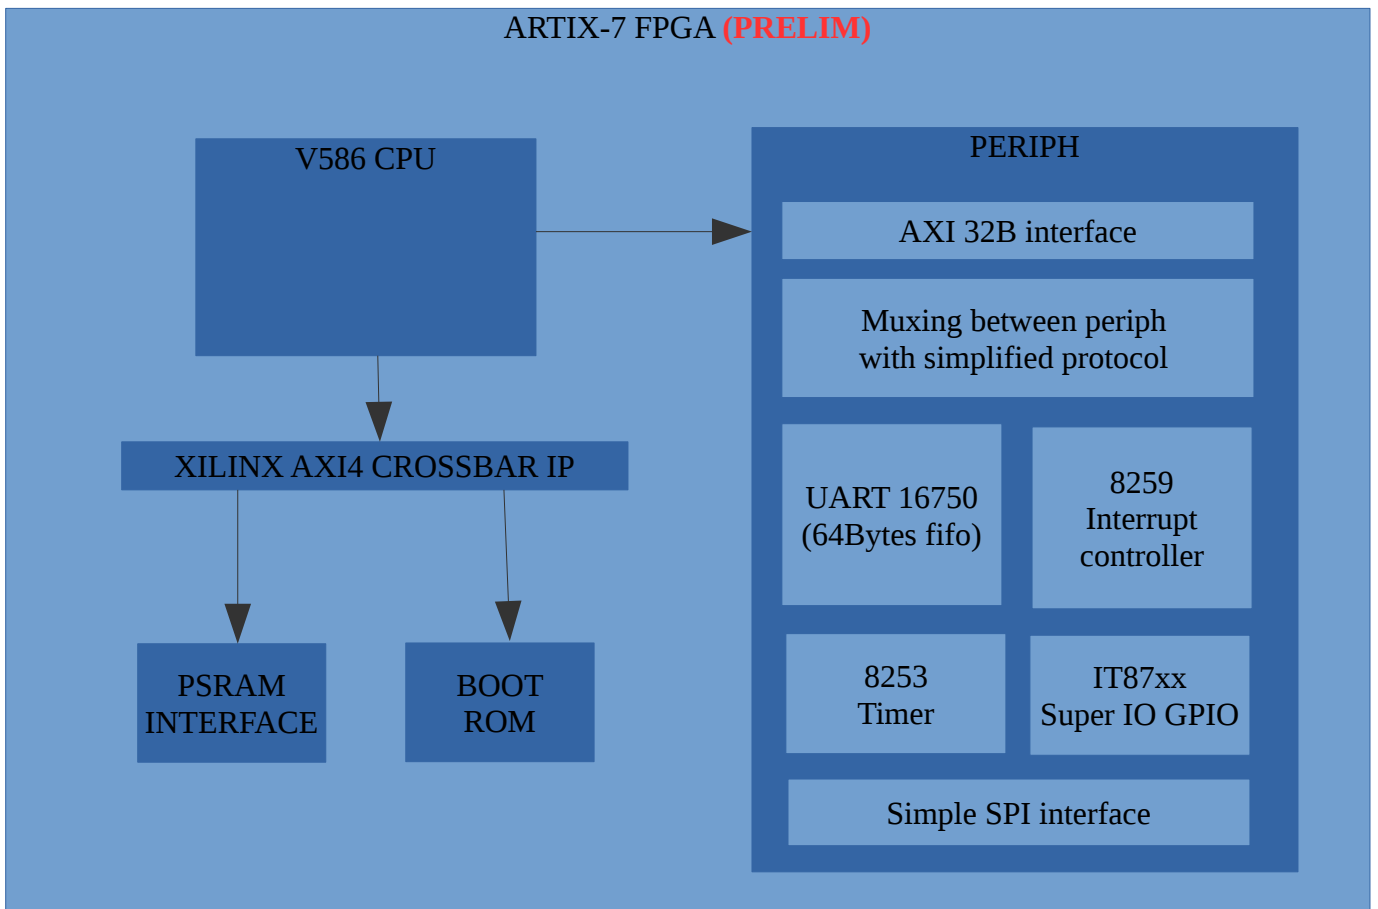 ARTIX-7 FPGA (PRELIM)
V586 CPU
XILINX AXI4 CROSSBAR IP
PSRAM
INTERFACE
BOOT
ROM
PERIPH
AXI 32B interface
Muxing between periph
with simplified protocol
UART 16750
(64Bytes fifo)
8259
Interrupt
controller
8253
Timer
IT87xx
Super IO GPIO
Simple SPI interface